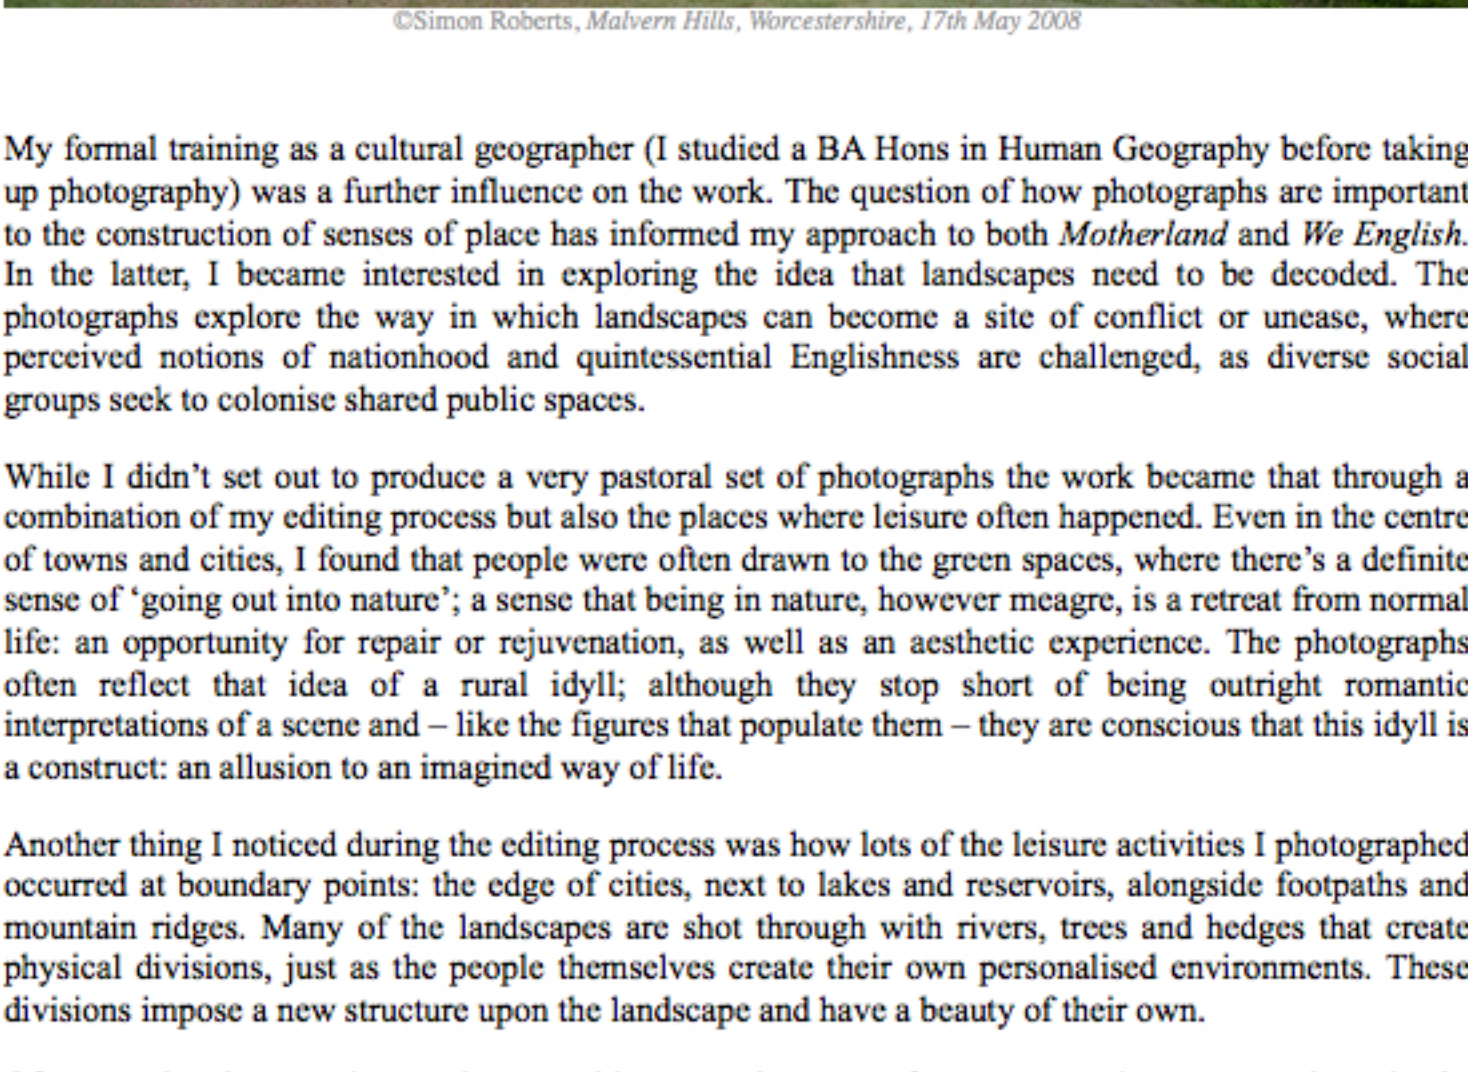 ©Simon Roberts, Malvern Hills, Worcestershire, 17th May 2008
My formal training as a cultural geographer (I studied a BA Hons in Human Geography before taking
up photography) was a further influence on the work. The question of how photographs are important
to the construction of senses of place has informed my approach to both Motherland and We English.
In the latter, I became interested in exploring the idea that landscapes need to be decoded. The
photographs explore the way in which landscapes can become a site of conflict or unease, where
perceived notions of nationhood and quintessential Englishness are challenged, as diverse social
groups seek to colonise shared public spaces.
While I didn’t set out to produce a very pastoral set of photographs the work became that through a
combination of my editing process but also the places where leisure often happened. Even in the centre
of towns and cities, I found that people were often drawn to the green spaces, where there’s a definite
sense of ‘going out into nature’; a sense that being in nature, however meagre, is a retreat from normal
life: an opportunity for repair or rejuvenation, as well as an aesthetic experience. The photographs
often reflect that idea of a rural idyll; although they stop short of being outright romantic
interpretations of a scene and – like the figures that populate them – they are conscious that this idyll is
a construct: an allusion to an imagined way of life.
Another thing I noticed during the editing process was how lots of the leisure activities I photographed
occurred at boundary points: the edge of cities, next to lakes and reservoirs, alongside footpaths and
mountain ridges. Many of the landscapes are shot through with rivers, trees and hedges that create
physical divisions, just as the people themselves create their own personalised environments. These
divisions impose a new structure upon the landscape and have a beauty of their own.